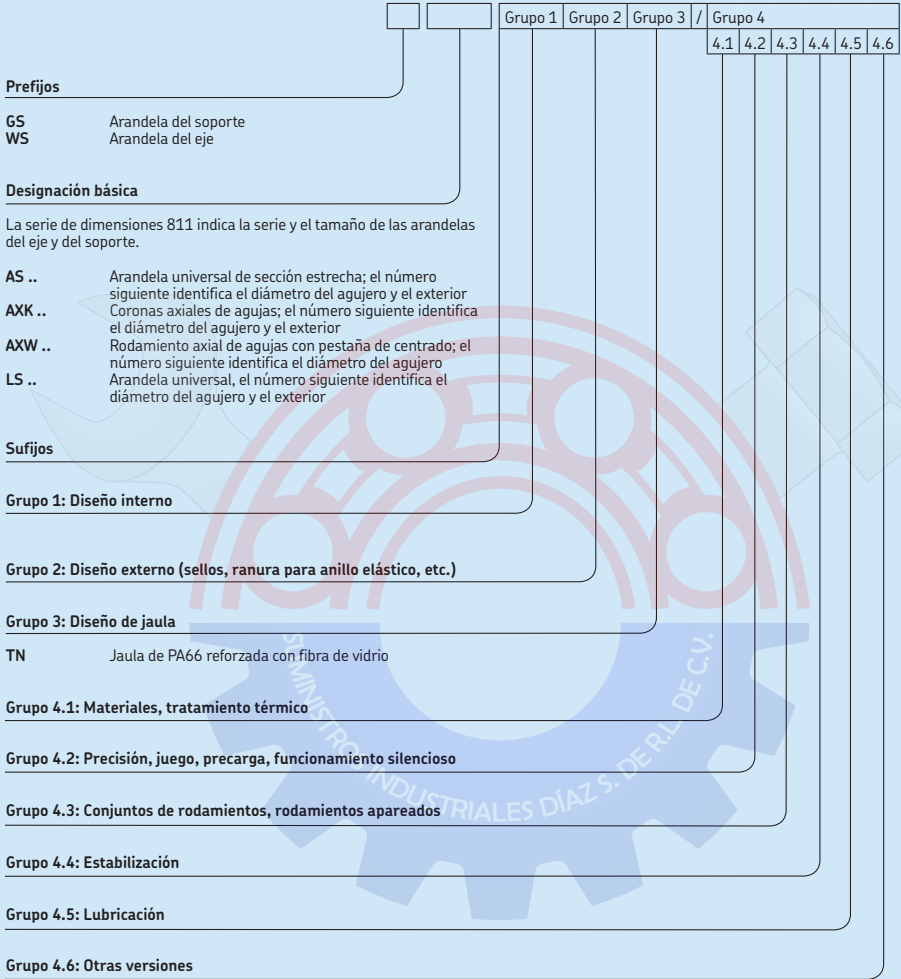 Grupo 1 Grupo 2 Grupo 3 / Grupo 4
4.1 4.2 4.3 4.4 4.5 4.6
Prefijos
GS Arandela del soporte
WS Arandela del eje
Designación básica
La serie de dimensiones 811 indica la serie y el tamaño de las arandelas
del eje y del soporte.
AS .. Arandela universal de sección estrecha; el número
siguiente identifica el diámetro del agujero y el exterior
AXK .. Coronas axiales de agujas; el número siguiente identifica
el diámetro del agujero y el exterior
AXW .. Rodamiento axial de agujas con pestaña de centrado; el
número siguiente identifica el diámetro del agujero
LS .. Arandela universal, el número siguiente identifica el
diámetro del agujero y el exterior
Sufijos
Grupo 1: Diseño interno
Grupo 2: Diseño externo (sellos, ranura para anillo elástico, etc.)
Grupo 3: Diseño de jaula
TN Jaula de PA66 reforzada con fibra de vidrio
Grupo 4.1: Materiales, tratamiento térmico
Grupo 4.2: Precisión, juego, precarga, funcionamiento silencioso
Grupo 4.3: Conjuntos de rodamientos, rodamientos apareados
Grupo 4.4: Estabilización
Grupo 4.5: Lubricación
Grupo 4.6: Otras versiones
SUMINISTRO INDUSTRIALES DÍAZ S. DE R.L. DE C.V.